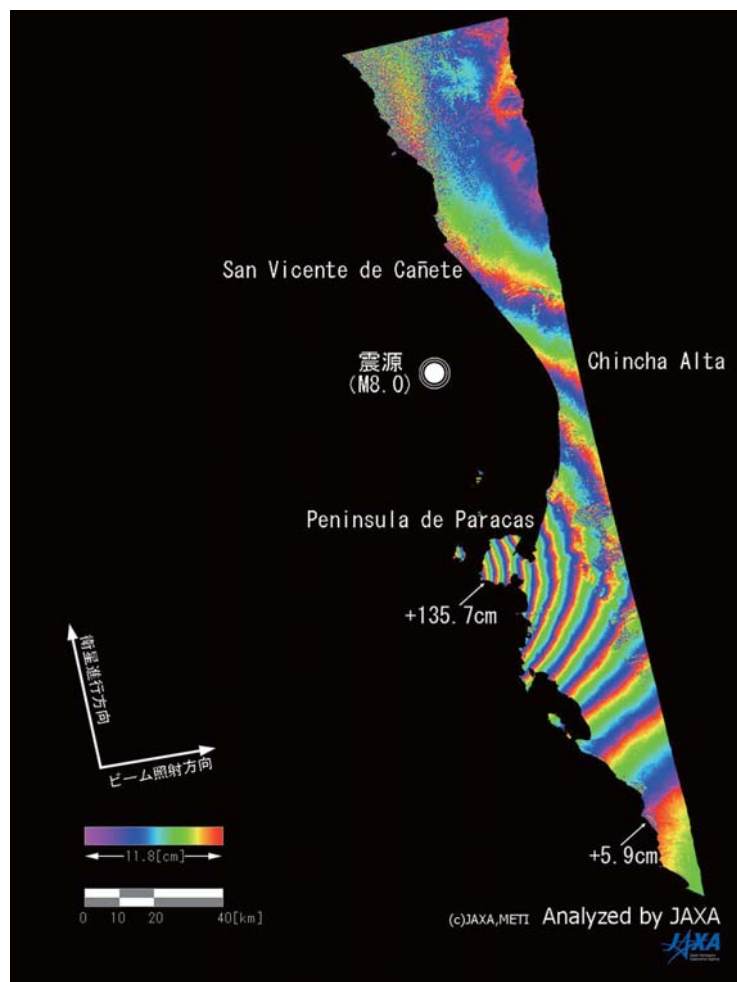 San Vicente de Cañete
震源
(M8.0)
Chincha Alta
Peninsula de Paracas
+135.7cm
衛星進行方向
ビーム照射方向
11.8[cm]
+5.9cm
0 10 20 40[km]
(c)JAXA,METI Analyzed by JAXA
JAXA